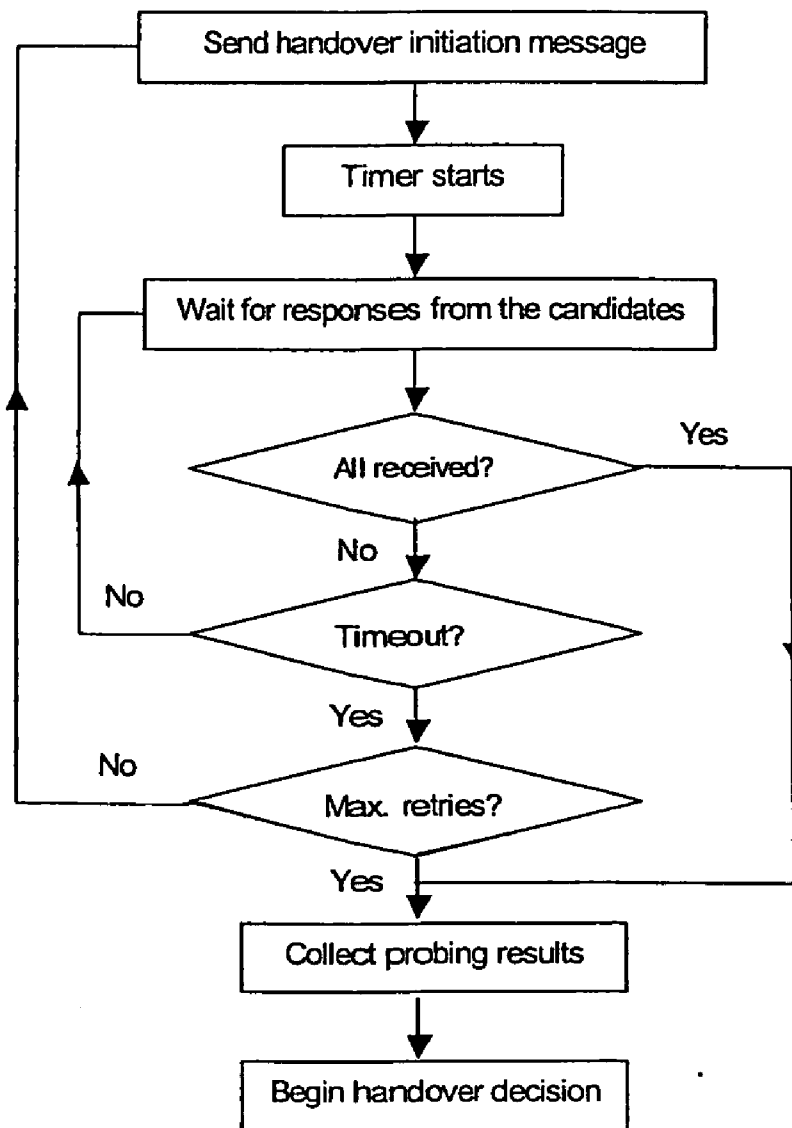 Send handover initiation message
Timer starts
Wait for responses from the candidates
All received?
Yes
No
No
Timeout?
Yes
No
Max. retries?
Yes
Collect probing results
Begin handover decision